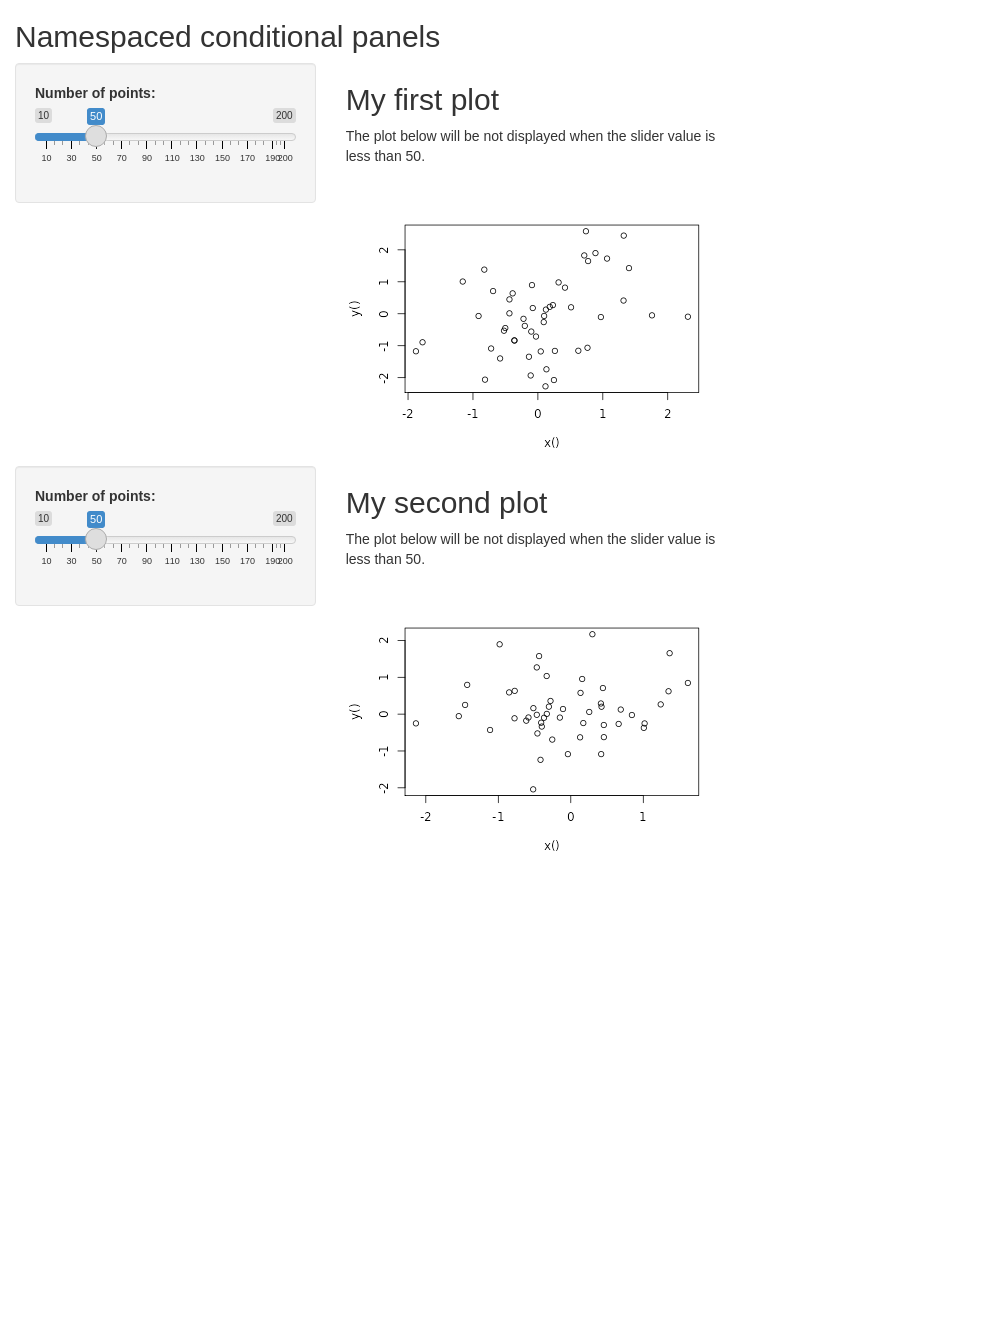 Namespaced conditional panels
Number of points:
10 50 200
10 30 50 70 90 110 130 150 170 190 200
My first plot
The plot below will be not displayed when the slider value is
less than 50.
2
1
0
-1
-2
y()
-2 -1 0 1 2
x()
Number of points:
10 50 200
10 30 50 70 90 110 130 150 170 190 200
My second plot
The plot below will be not displayed when the slider value is
less than 50.
2
1
0
-1
-2
y()
-2 -1 0 1
x()